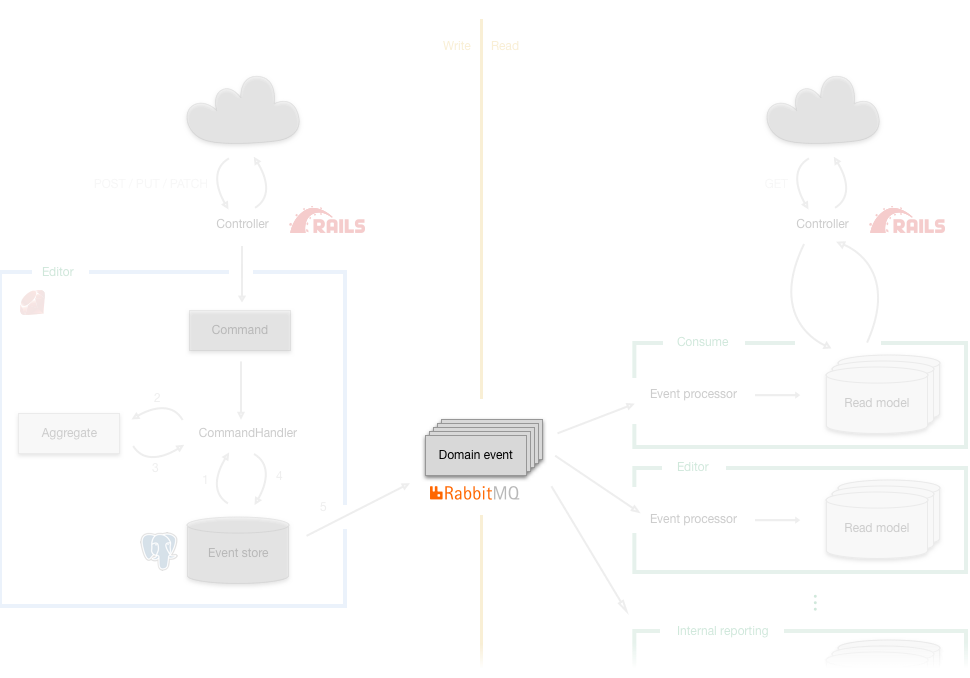 Write
Read
POST / PUT / PATCH
GET
Controller
RAILS
Controller
RAILS
Editor
Command
Consume
Event processor
Read model
2
Aggregate
CommandHandler
3
1
4
Domain event
RabbitMQ
Editor
5
Event store
Event processor
Read model
Internal reporting